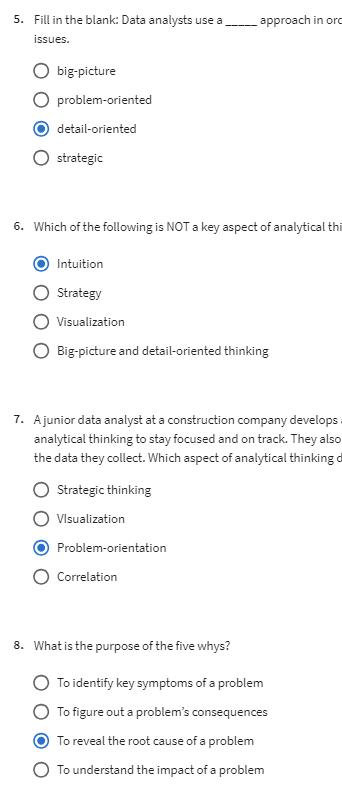 5. Fill in the blank: Data analysts use a _____ approach in
issues.
big-picture
problem-oriented
detail-oriented
strategic
6. Which of the following is NOT a key aspect of analytical
Intuition
Strategy
Visualization
Big-picture and detail-oriented thinking
7. A junior data analyst at a construction company develops
analytical thinking to stay focused and on track. They also
the data they collect. Which aspect of analytical thinking
Strategic thinking
VIsualization
Problem-orientation
Correlation
8. What is the purpose of the five whys?
To identify key symptoms of a problem
To figure out a problem’s consequences
To reveal the root cause of a problem
To understand the impact of a problem